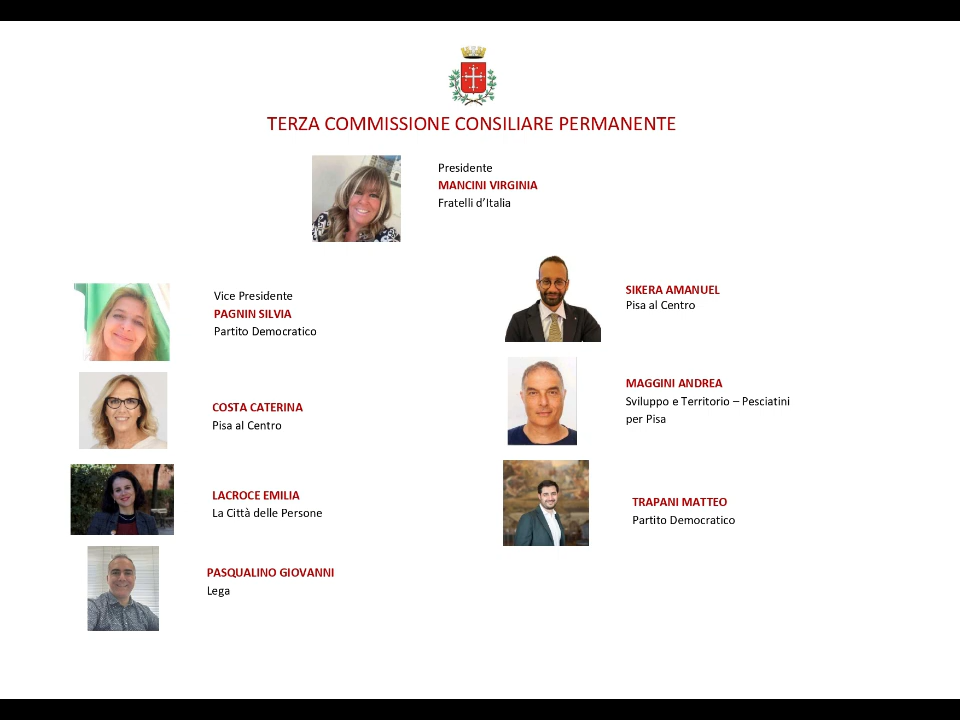 TERZA COMMISSIONE CONSILIARE PERMANENTE
Presidente
MANCINI VIRGINIA
Fratelli d’Italia
Vice Presidente
PAGNIN SILVIA
Partito Democratico
COSTA CATERINA
Pisa al Centro
LACROCE EMILIA
La Città delle Persone
PASQUALINO GIOVANNI
Lega
SIKERA AMANUEL
Pisa al Centro
MAGGINI ANDREA
Sviluppo e Territorio – Pesciatini
per Pisa
TRAPANI MATTEO
Partito Democratico